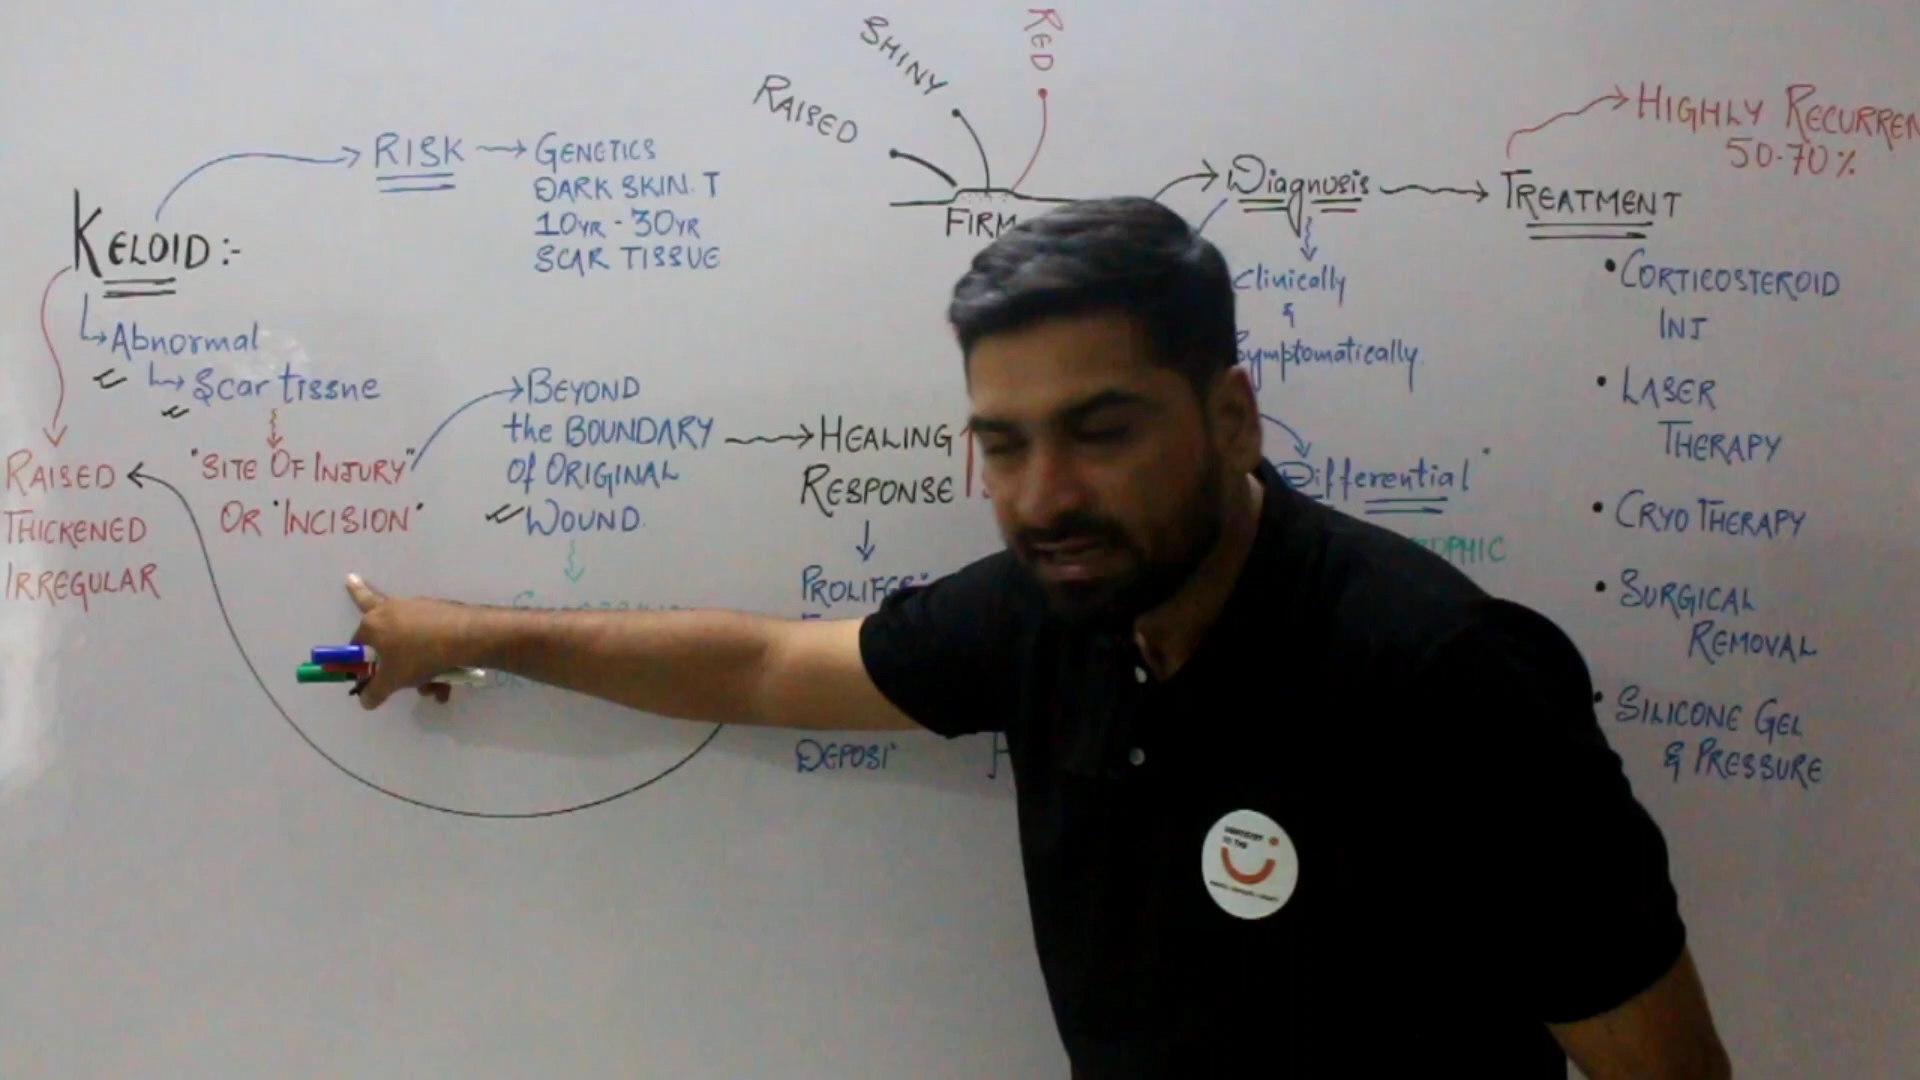 KELOID:-
Abnormal
Scar tissue
RAISED
THICKENED
IRREGULAR
"SITE OF INJURY"
OR "INCISION"
RISK
GENETICS
DARK SKIN. T
10YR - 30YR
SCAR TISSUE
BEYOND
the BOUNDARY
of ORIGINAL
WOUND.
HEALING
RESPONSE
DEPOSI
RAISED
SHINY
RED
FIRM
Diagnosis
Clinically
&
Symptomatically
Differential
TREATMENT
HIGHLY RECURREN
50-70%
• CORTICOSTEROID
INJ
• LASER
THERAPY
• CRYO THERAPY
• SURGICAL
REMOVAL
• SILICONE GEL
& PRESSURE